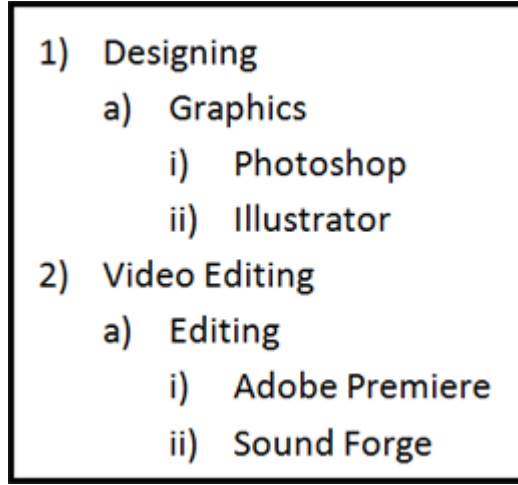 1) Designing
a) Graphics
i) Photoshop
ii) Illustrator
2) Video Editing
a) Editing
i) Adobe Premiere
ii) Sound Forge